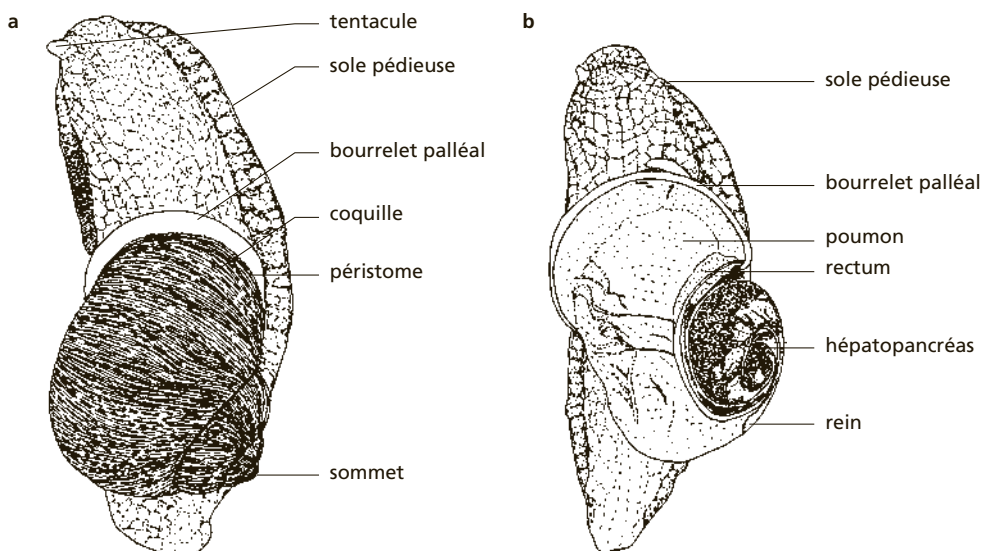 a
tentacule
sole pédieuse
bourrelet palléal
coquille
péristome
sommet
b
sole pédieuse
bourrelet palléal
poumon
rectum
hépatopancréas
rein